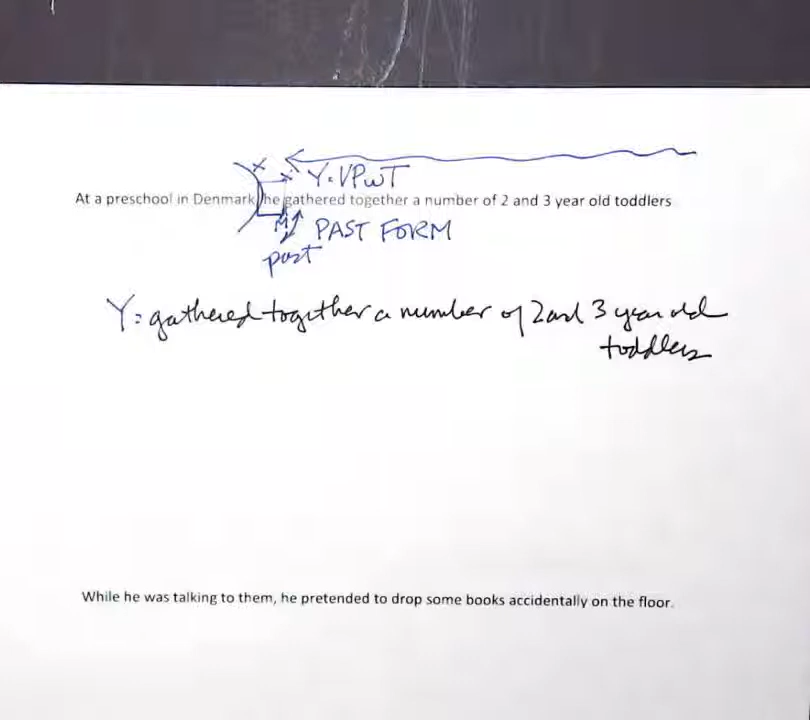 Y=VPwT
At a preschool in Denmark, he gathered together a number of 2 and 3 year old toddlers
PAST FORM
past
Y= gathered together a number of 2 and 3 year old
toddlers
While he was talking to them, he pretended to drop some books accidentally on the floor.